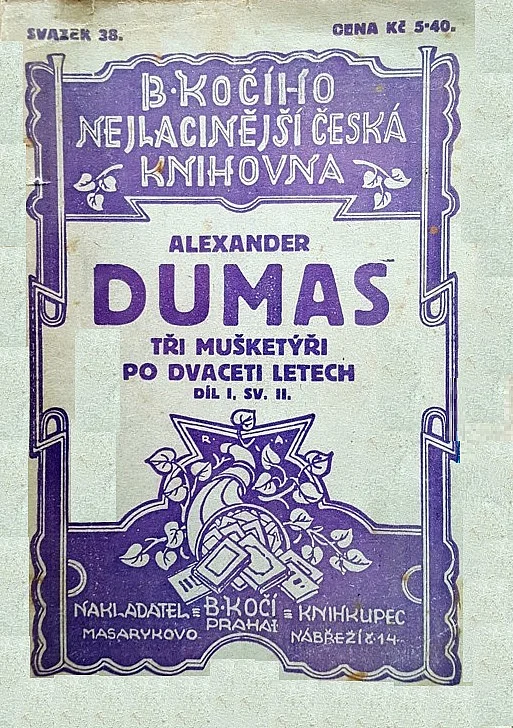 SVAZEK 38.
CENA Kč 5·40.
B·KOČÍHO
NEJLACINĚJŠÍ ČESKÁ
KNIHOVNA
ALEXANDER
DUMAS
TŘI MUŠKETÝŘI
PO DVACETI LETECH
DÍL I, SV. II.
R. A
NAKLADATEL = B·KOČÍ = KNIHKUPEC
PRAHA I
MASARYKOVO NÁBŘEŽÍ č 14·